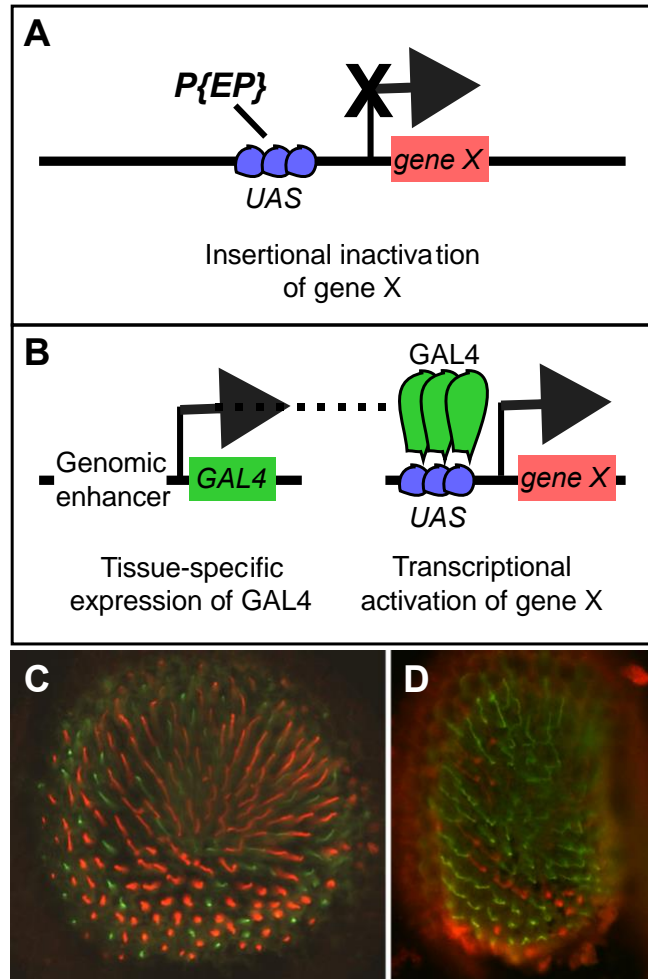 A
P{EP}
X
gene X
UAS
Insertional inactivation
of gene X
B
GAL4
Genomic
enhancer
GAL4
gene X
UAS
Tissue-specific
expression of GAL4
Transcriptional
activation of gene X
C
D